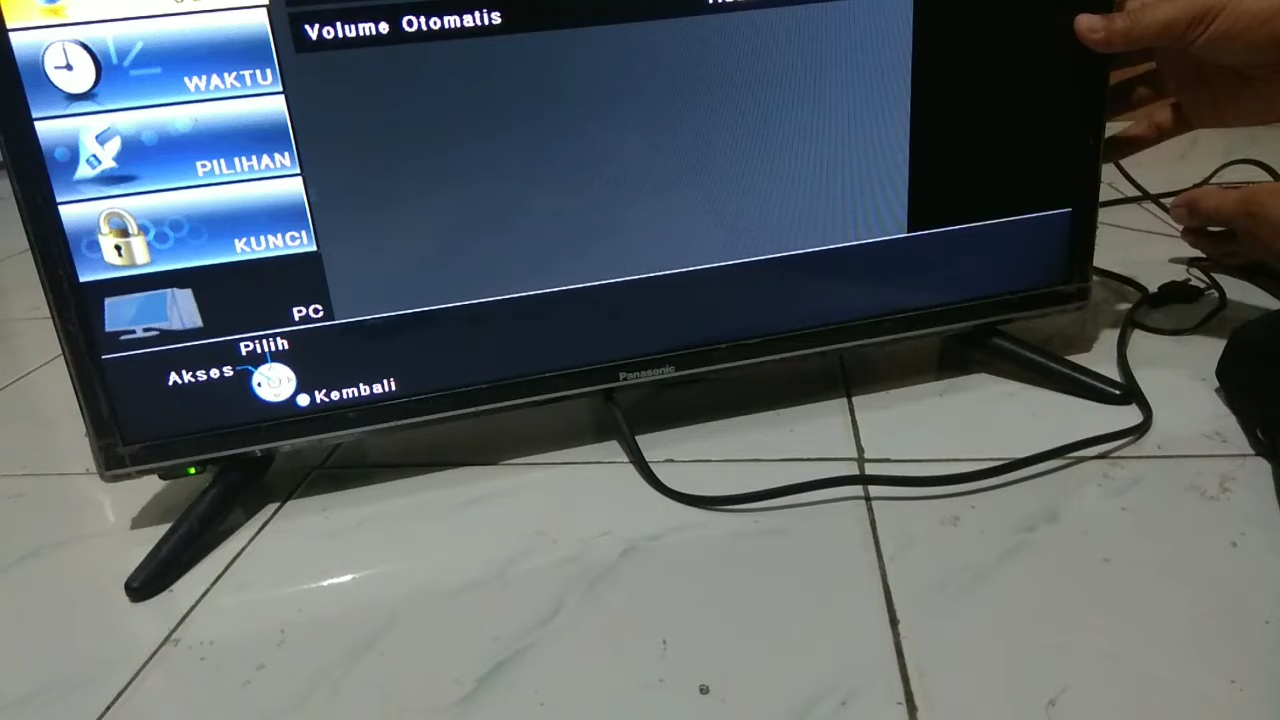 Volume Otomatis
WAKTU
PILIHAN
KUNCI
PC
Pilih
Akses
Kembali
Panasonic